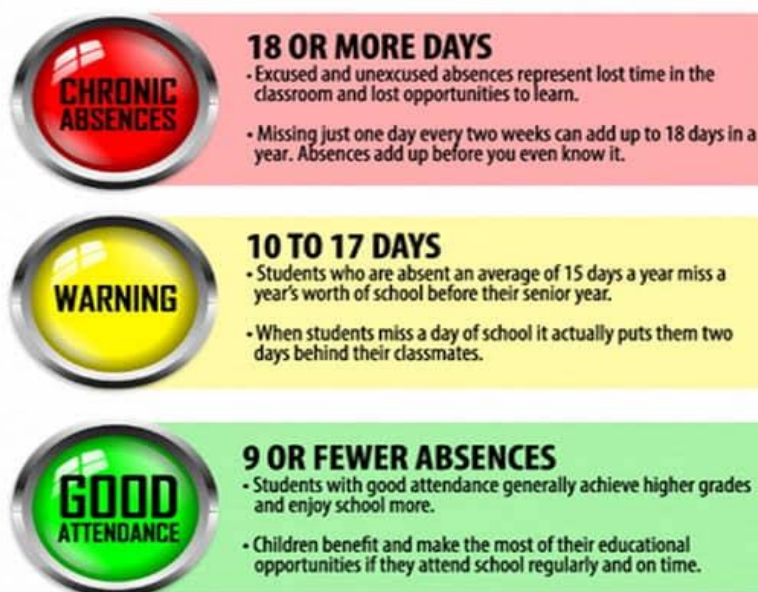 CHRONIC
ABSENCES
18 OR MORE DAYS
• Excused and unexcused absences represent lost time in the
classroom and lost opportunities to learn.
• Missing just one day every two weeks can add up to 18 days in a
year. Absences add up before you even know it.
WARNING
10 TO 17 DAYS
• Students who are absent an average of 15 days a year miss a
year's worth of school before their senior year.
• When students miss a day of school it actually puts them two
days behind their classmates.
GOOD
ATTENDANCE
9 OR FEWER ABSENCES
• Students with good attendance generally achieve higher grades
and enjoy school more.
• Children benefit and make the most of their educational
opportunities if they attend school regularly and on time.